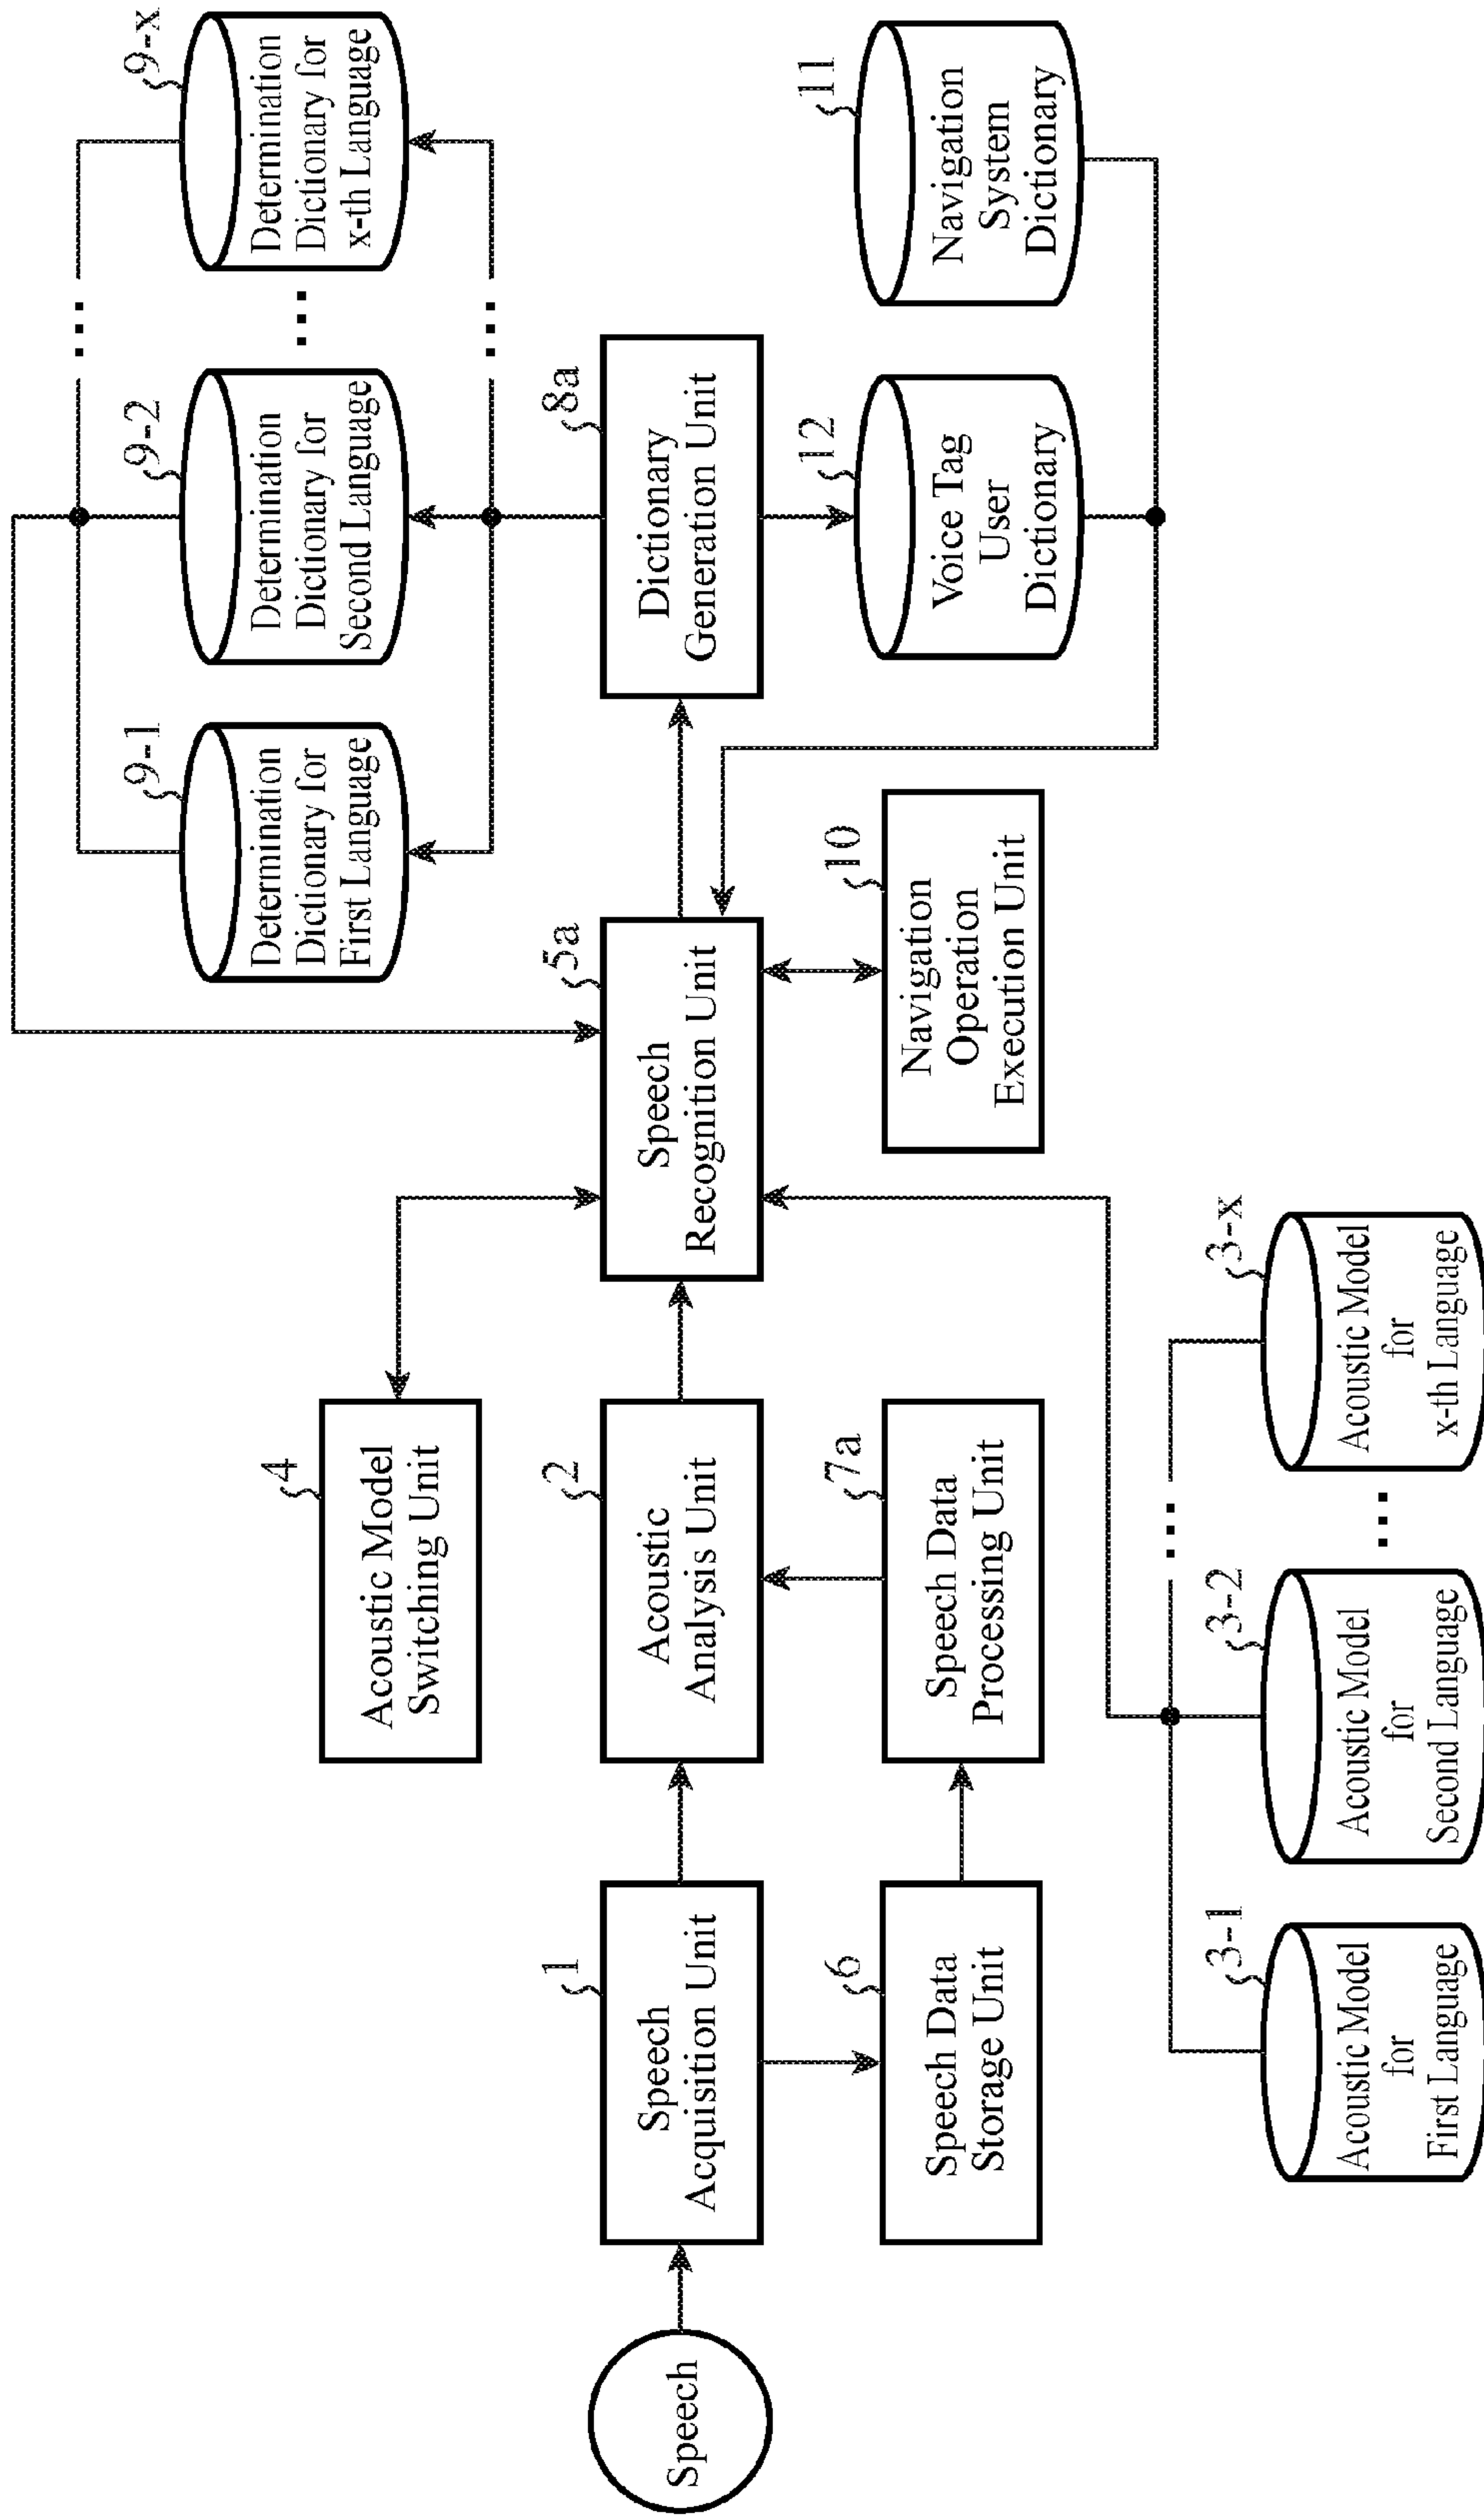 9-1
Determination
Dictionary for
First Language
9-2
Determination
Dictionary for
Second Language
...
9-x
Determination
Dictionary for
x-th Language
...
...
4
Acoustic Model
Switching Unit
Speech
1
Speech
Acquisition Unit
2
Acoustic
Analysis Unit
5a
Speech
Recognition Unit
8a
Dictionary
Generation Unit
6
Speech Data
Storage Unit
7a
Speech Data
Processing Unit
10
Navigation
Operation
Execution Unit
12
Voice Tag
User
Dictionary
11
Navigation
System
Dictionary
...
3-1
Acoustic Model
for
First Language
3-2
Acoustic Model
for
Second Language
...
3-x
Acoustic Model
for
x-th Language